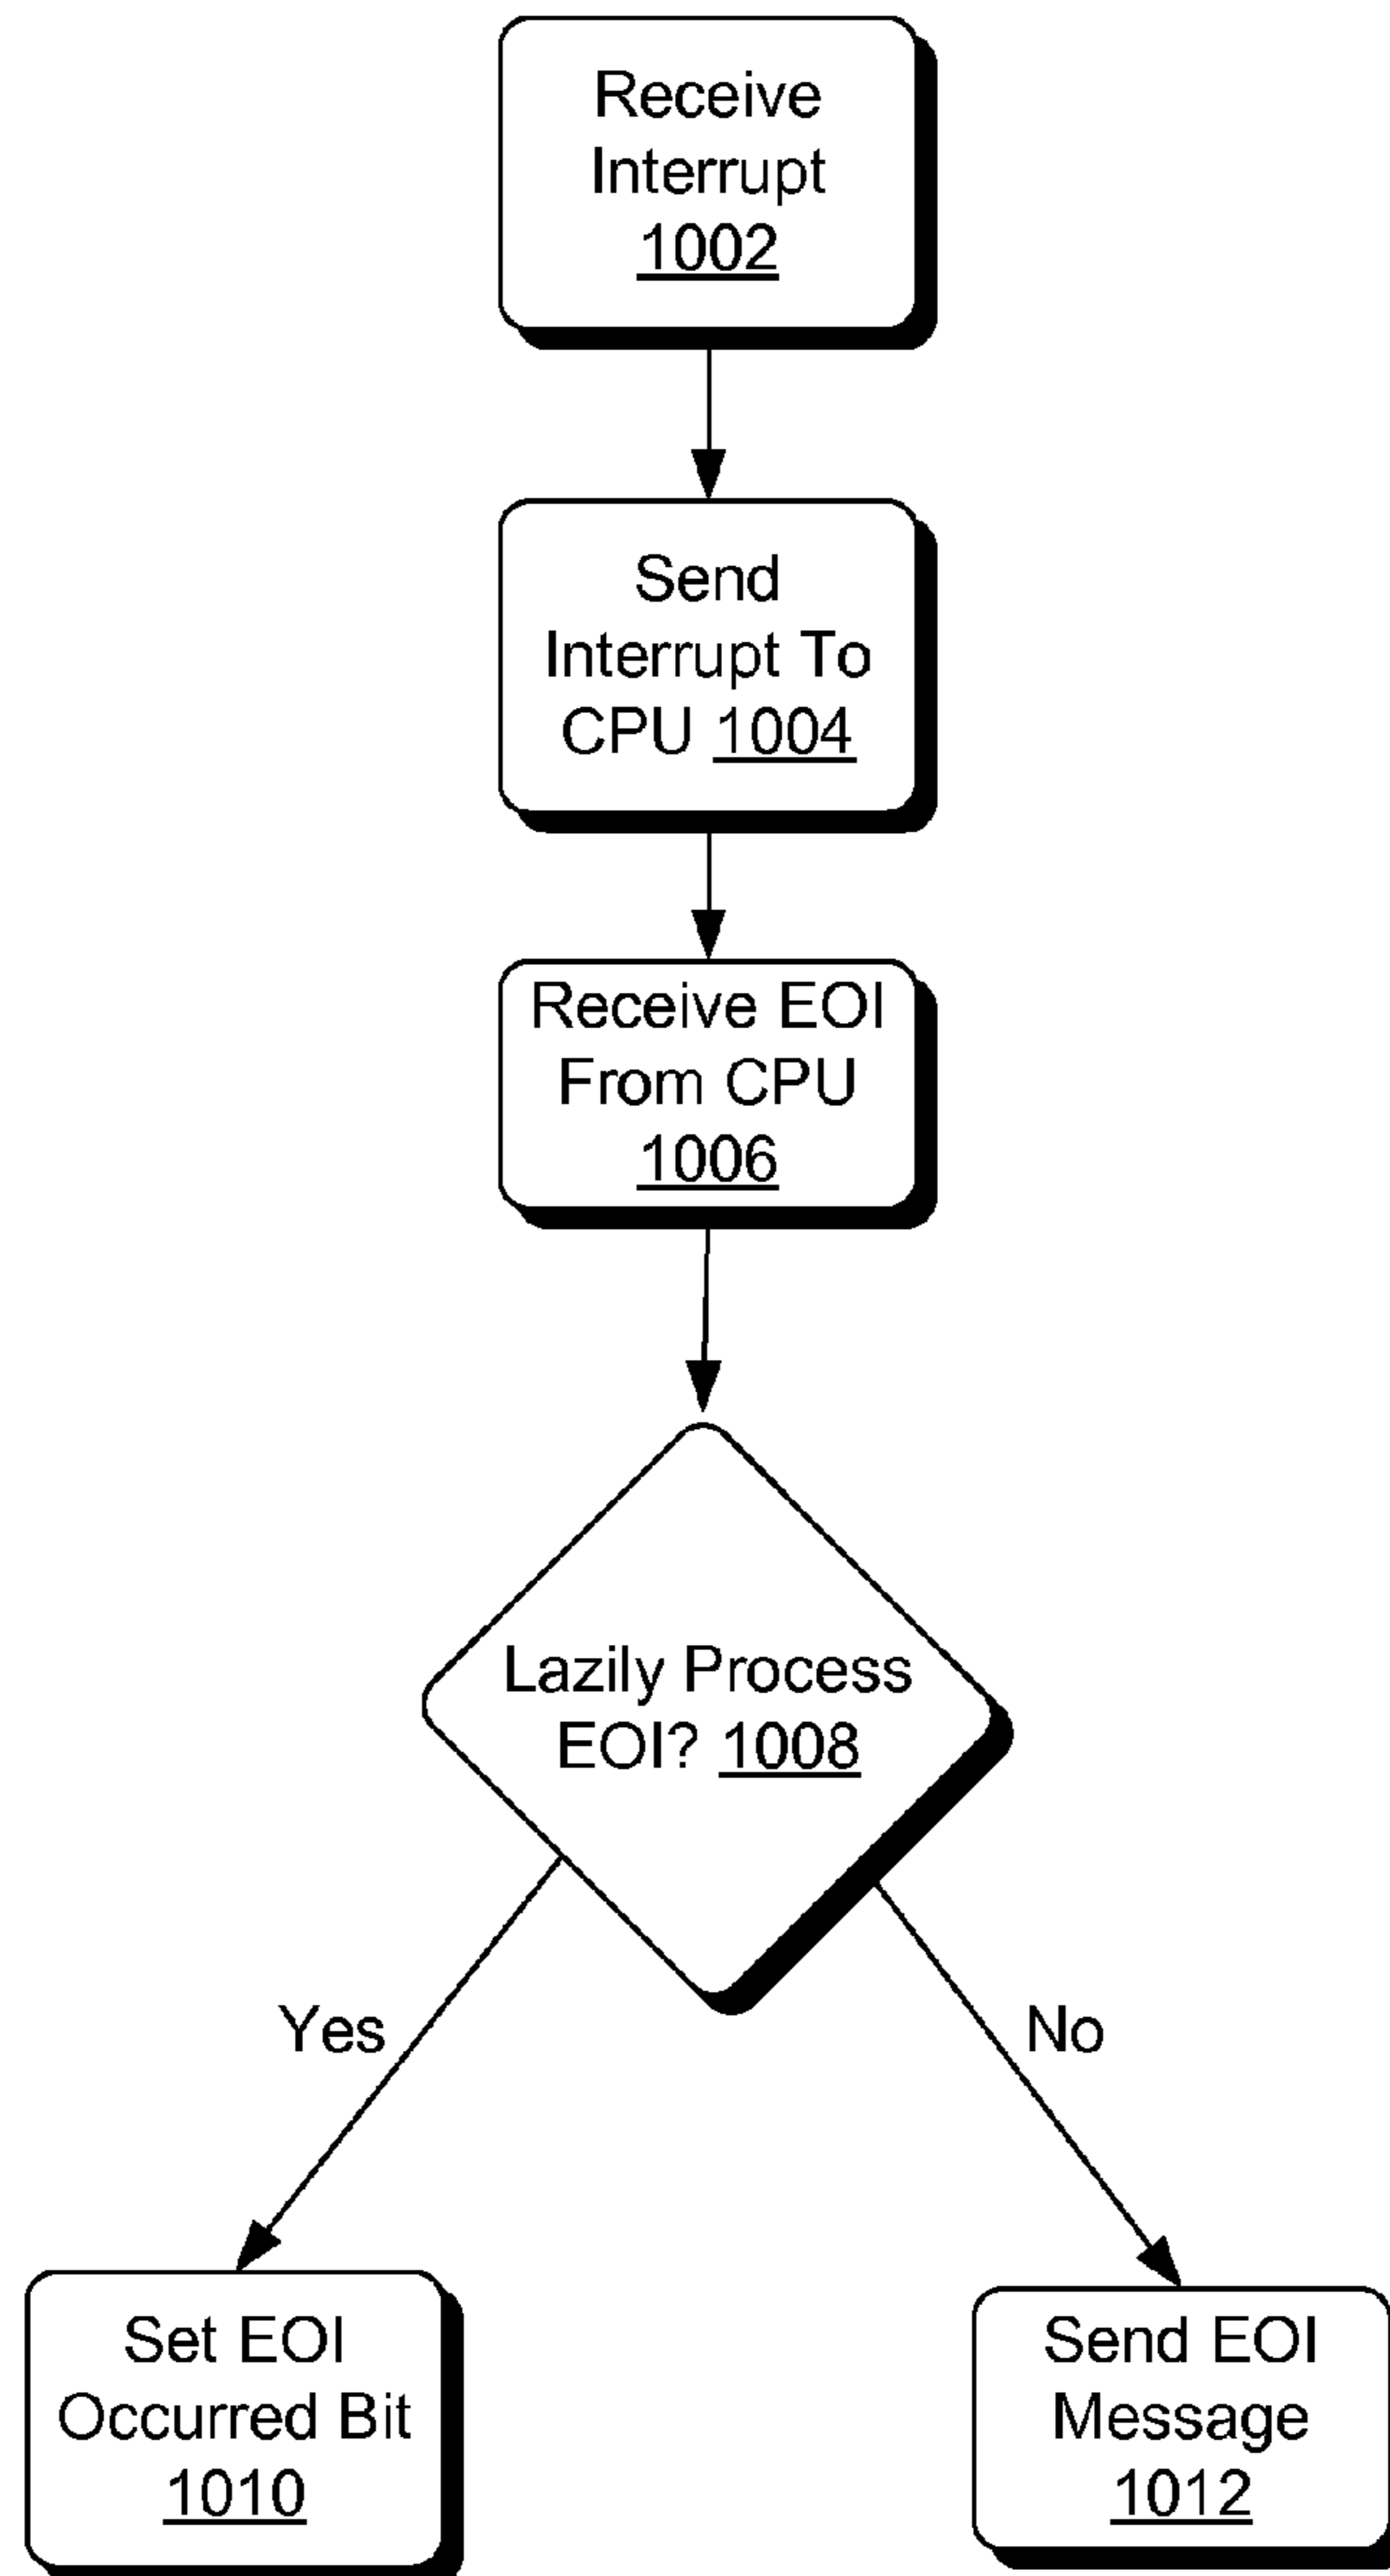 Receive
Interrupt
1002
Send
Interrupt To
CPU 1004
Receive EOI
From CPU
1006
Lazily Process
EOI? 1008
Yes
No
Set EOI
Occurred Bit
1010
Send EOI
Message
1012